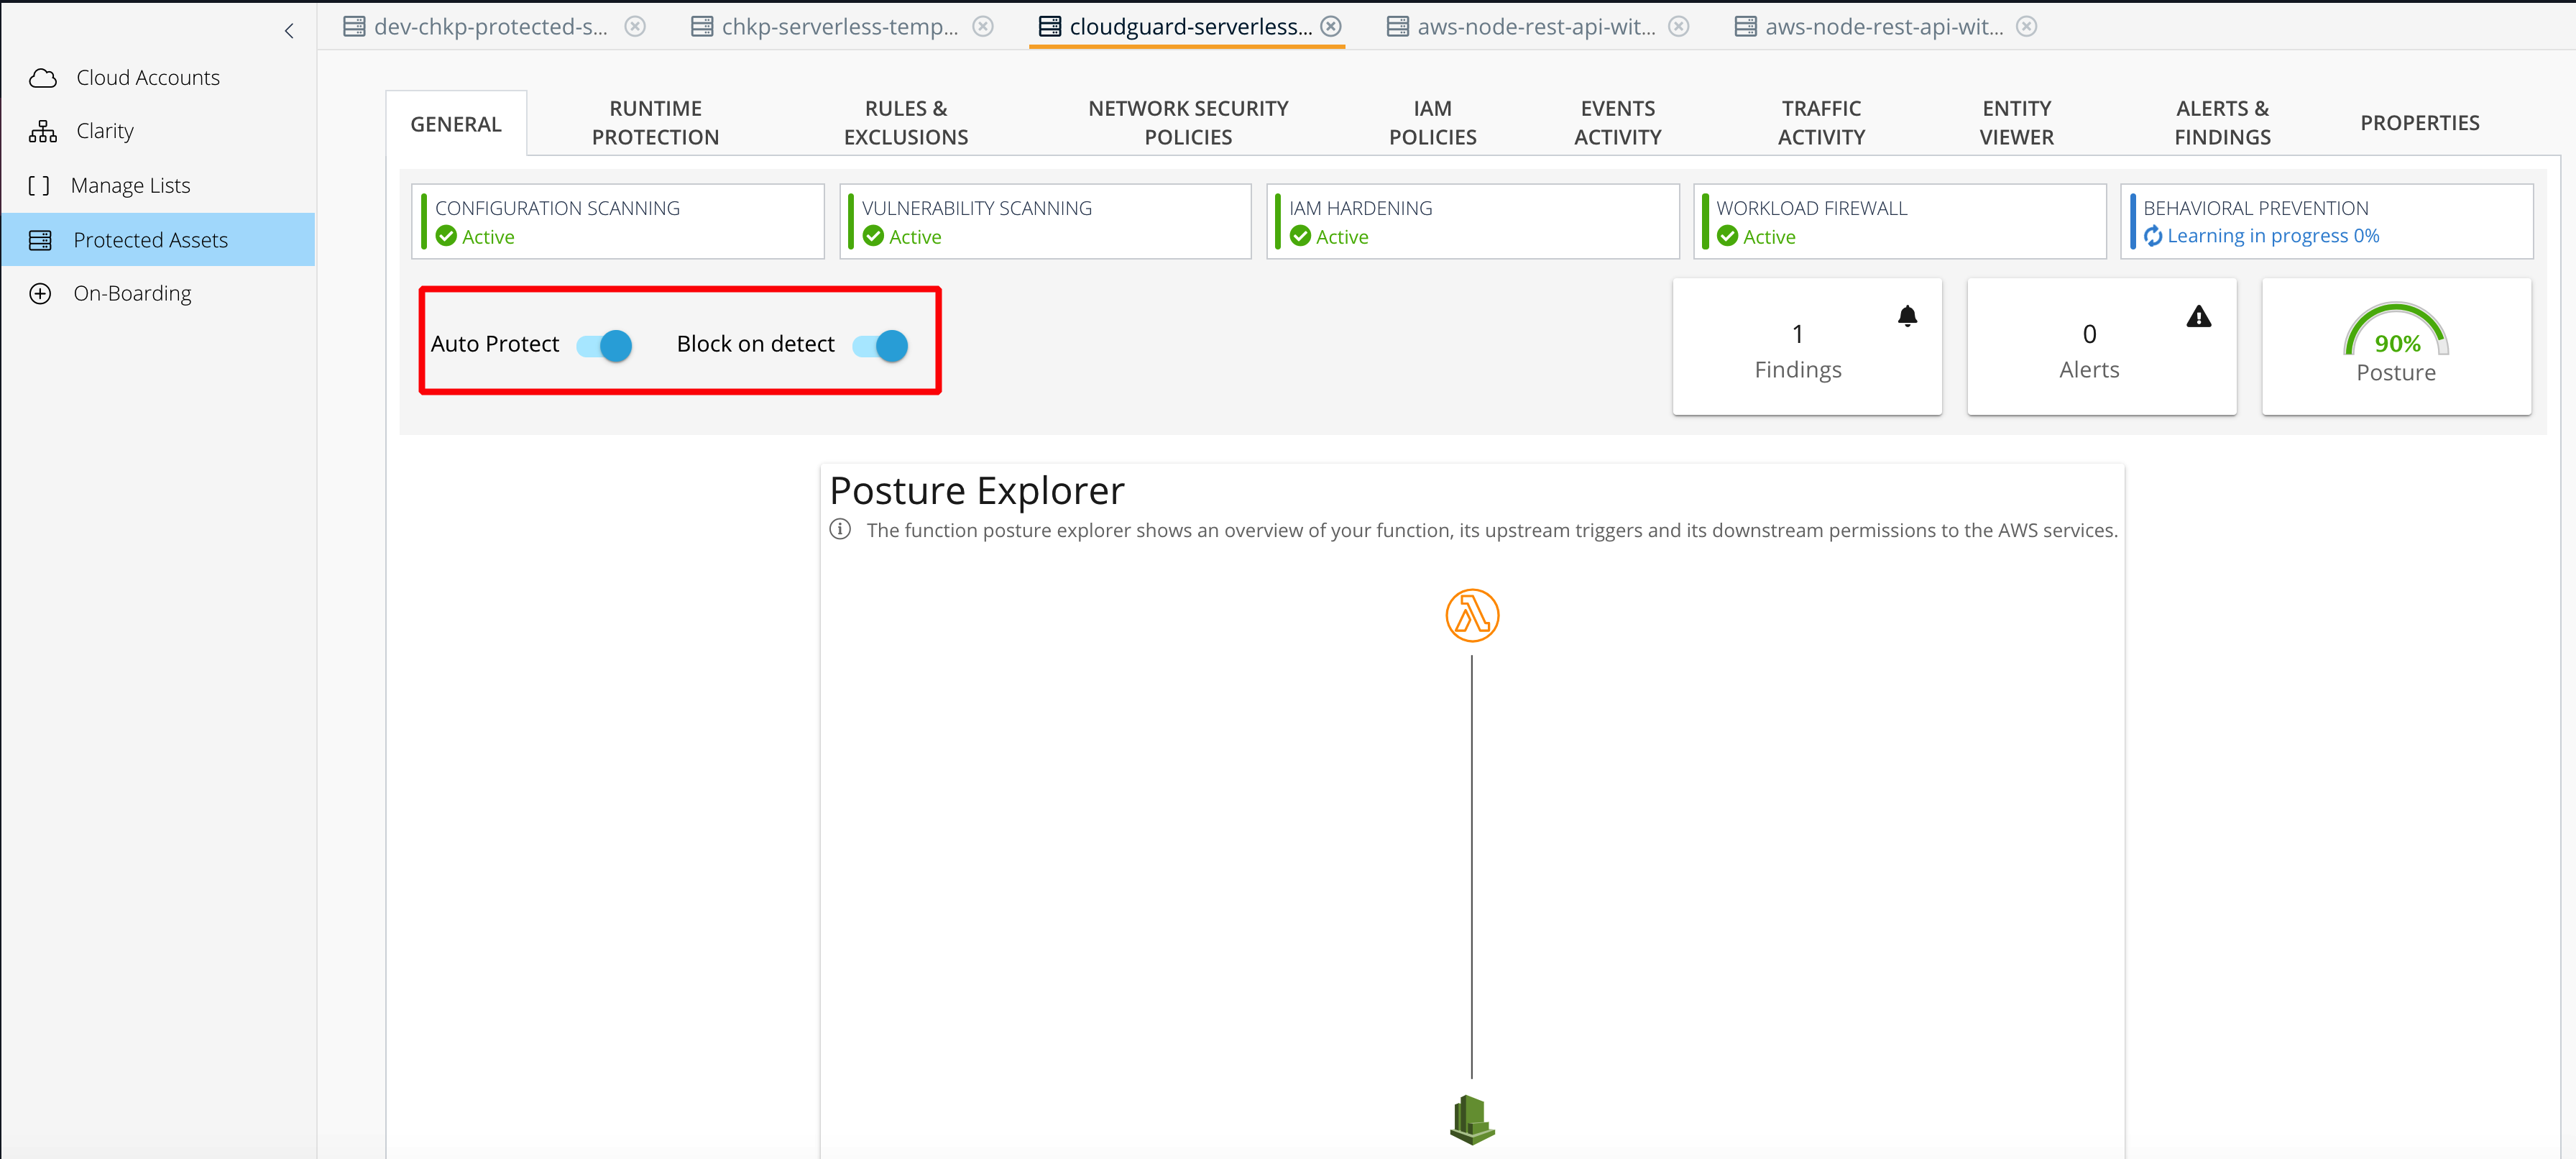 dev-chkp-protected-s...
chkp-serverless-temp...
cloudguard-serverless...
aws-node-rest-api-wit...
aws-node-rest-api-wit...
Cloud Accounts
Clarity
[ ] Manage Lists
Protected Assets
On-Boarding
GENERAL
RUNTIME
PROTECTION
RULES &
EXCLUSIONS
NETWORK SECURITY
POLICIES
IAM
POLICIES
EVENTS
ACTIVITY
TRAFFIC
ACTIVITY
ENTITY
VIEWER
ALERTS &
FINDINGS
PROPERTIES
CONFIGURATION SCANNING
Active
VULNERABILITY SCANNING
Active
IAM HARDENING
Active
WORKLOAD FIREWALL
Active
BEHAVIORAL PREVENTION
Learning in progress 0%
Auto Protect
Block on detect
1
Findings
0
Alerts
90%
Posture
Posture Explorer
The function posture explorer shows an overview of your function, its upstream triggers and its downstream permissions to the AWS services.